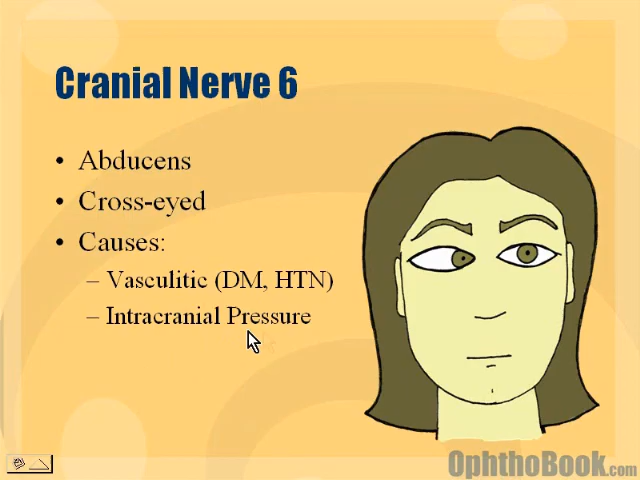 Cranial Nerve 6
• Abducens
• Cross-eyed
• Causes:
– Vasculitic (DM, HTN)
– Intracranial Pressure
OphthoBook.com